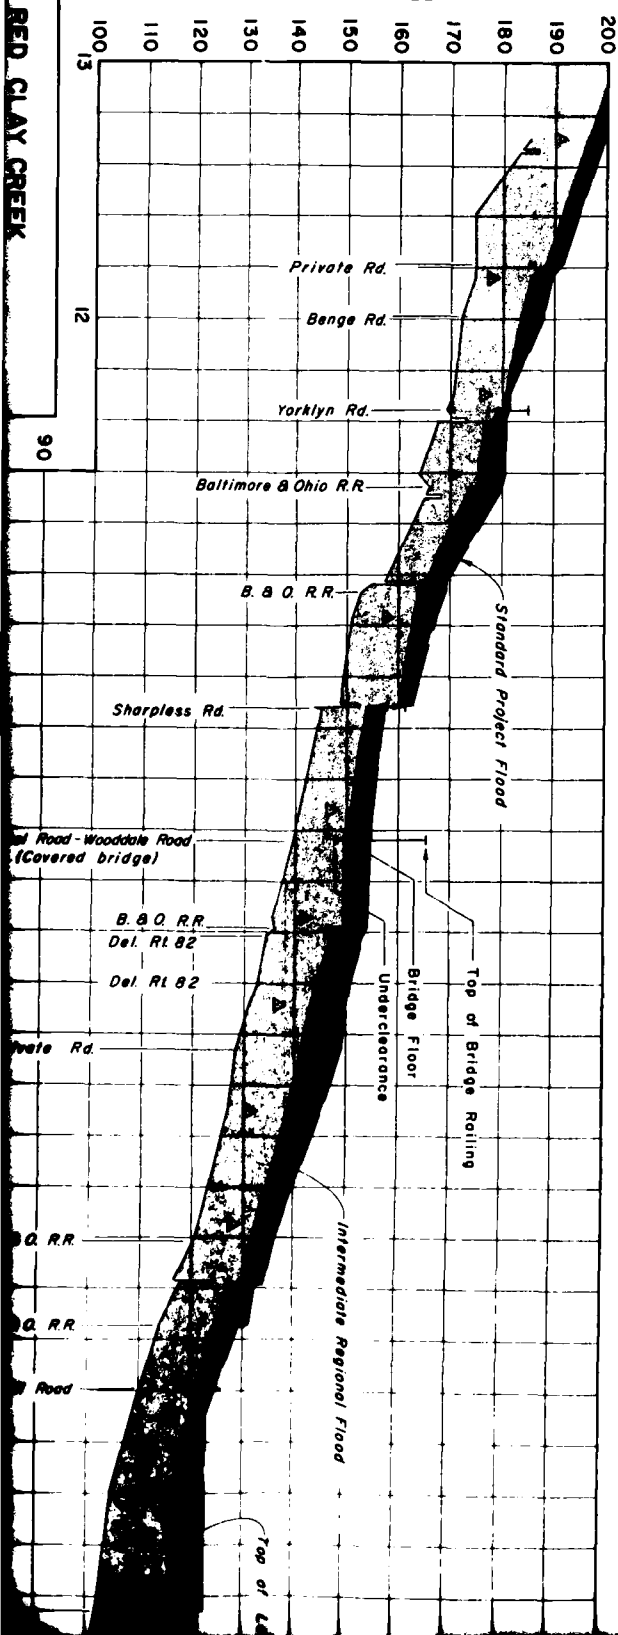 200
190
180
170
160
150
140
130
120
110
100
13
12
90
RED CLAY CREEK
Private Rd.
Benge Rd.
Yorklyn Rd.
Baltimore & Ohio R.R.
B. & O. R.R.
Sharpless Rd.
Road - Wooddale Road
(Covered bridge)
B. & O. R.R.
Del. Rt. 82
Del. Rt. 82
Rd.
O. R.R.
O. R.R.
Road
Standard Project Flood
Top of Bridge Railing
Bridge Floor
Underclearance
Intermediate Regional Flood
Top of